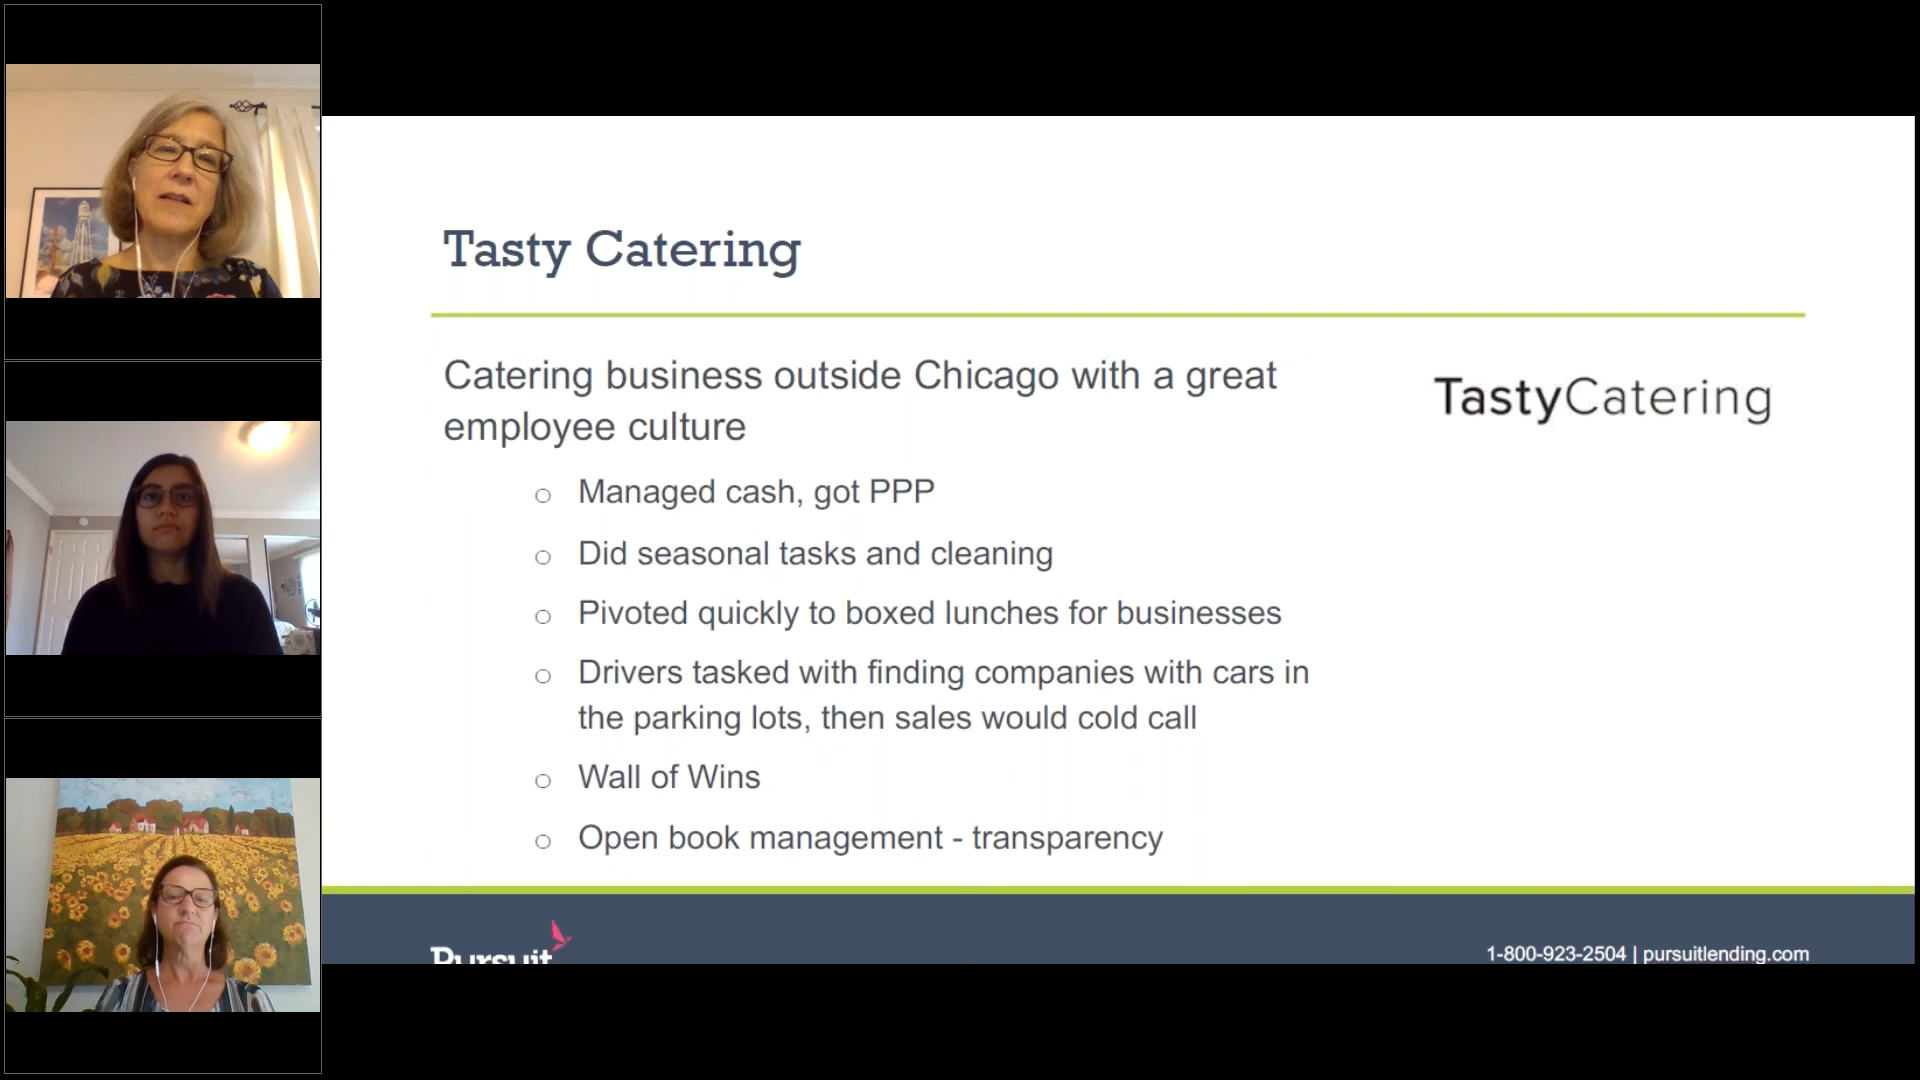 Tasty Catering
Catering business outside Chicago with a great
employee culture
TastyCatering
○ Managed cash, got PPP
○ Did seasonal tasks and cleaning
○ Pivoted quickly to boxed lunches for businesses
○ Drivers tasked with finding companies with cars in
the parking lots, then sales would cold call
○ Wall of Wins
○ Open book management - transparency
Pursuit
1-800-923-2504 | pursuitlending.com